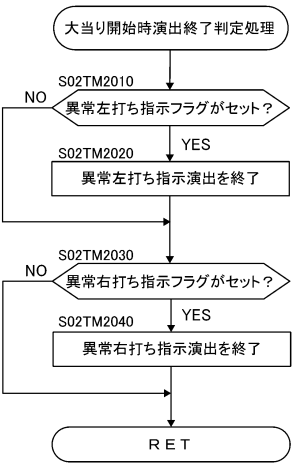 大当り開始時演出終了判定処理
S02TM2010
NO
異常左打ち指示フラグがセット？
YES
S02TM2020
異常左打ち指示演出を終了
S02TM2030
NO
異常右打ち指示フラグがセット？
YES
S02TM2040
異常右打ち指示演出を終了
RET